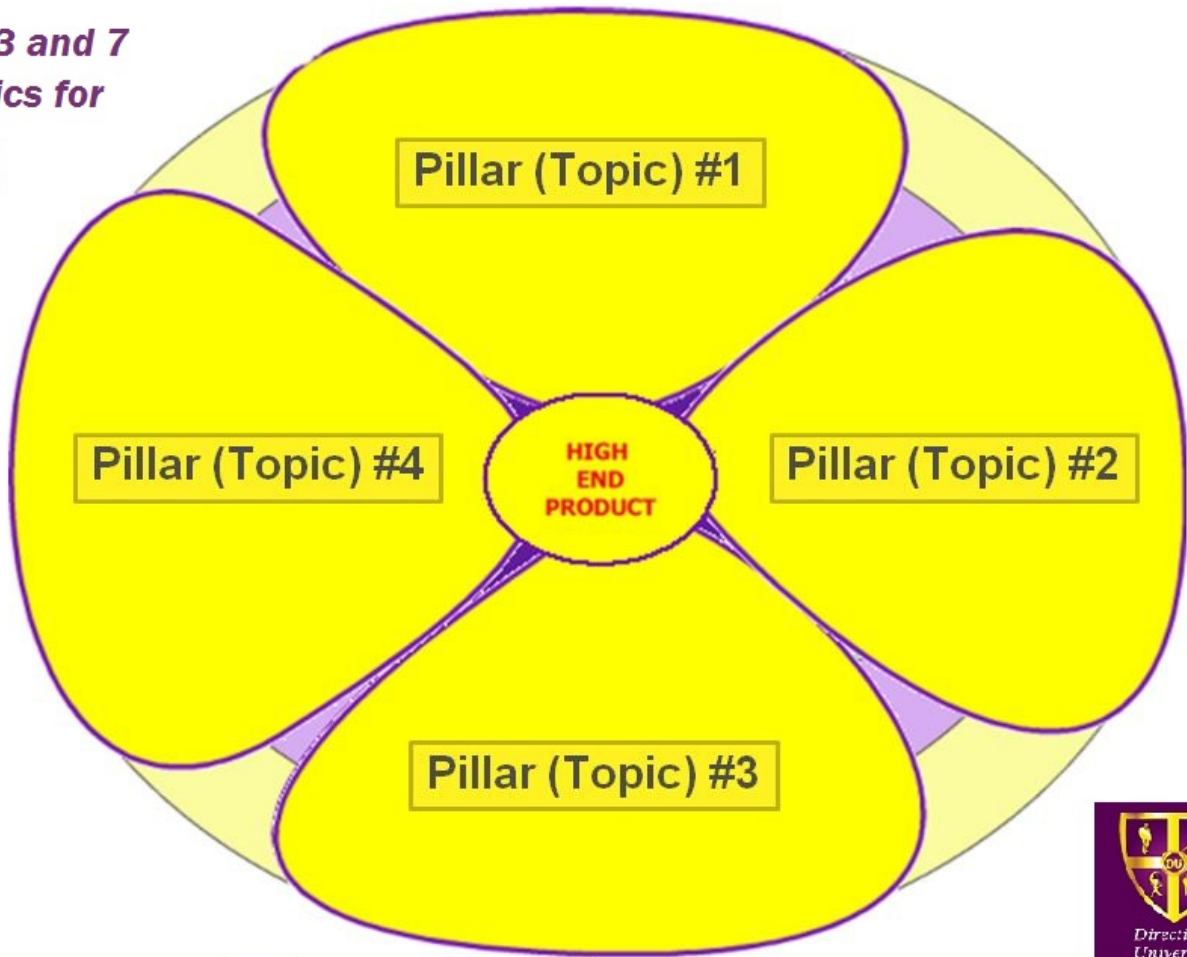 3 and 7
ics for
Pillar (Topic) #1
Pillar (Topic) #4
HIGH
END
PRODUCT
Pillar (Topic) #2
Pillar (Topic) #3
DU